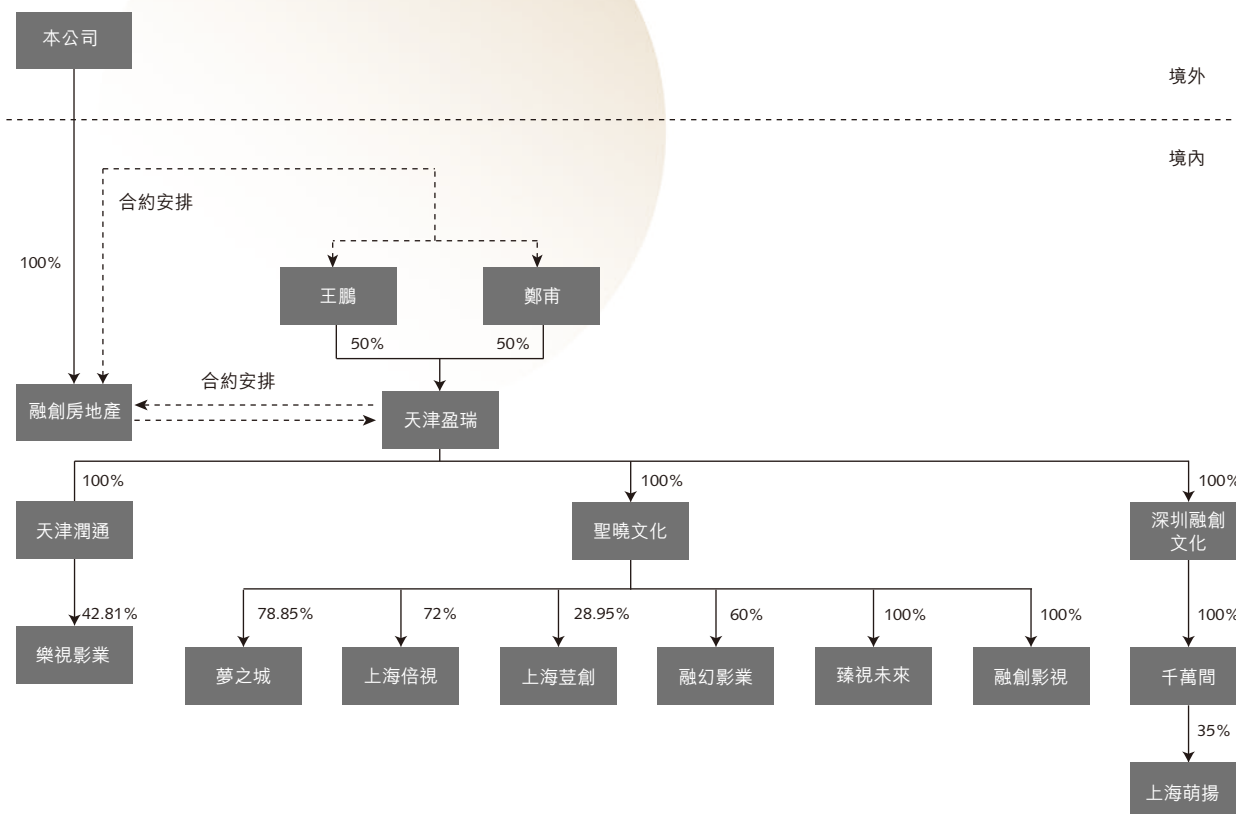 本公司
境外
境內
合約安排
100%
王鵬
鄭甫
50%
50%
合約安排
融創房地產
天津盈瑞
100%
100%
100%
天津潤通
聖曉文化
深圳融創
文化
42.81%
78.85%
72%
28.95%
60%
100%
100%
100%
樂視影業
夢之城
上海倍視
上海荳創
融幻影業
臻視未來
融創影視
千萬間
35%
上海萌揚